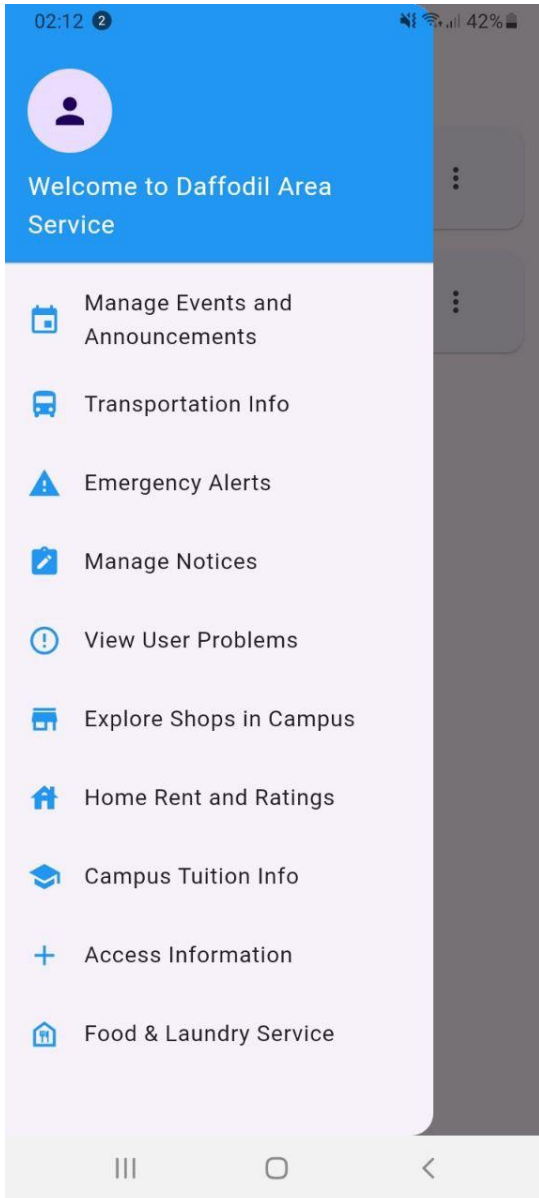 02:12 2 42%
Welcome to Daffodil Area
Service
Manage Events and
Announcements
Transportation Info
Emergency Alerts
Manage Notices
View User Problems
Explore Shops in Campus
Home Rent and Ratings
Campus Tuition Info
Access Information
Food & Laundry Service